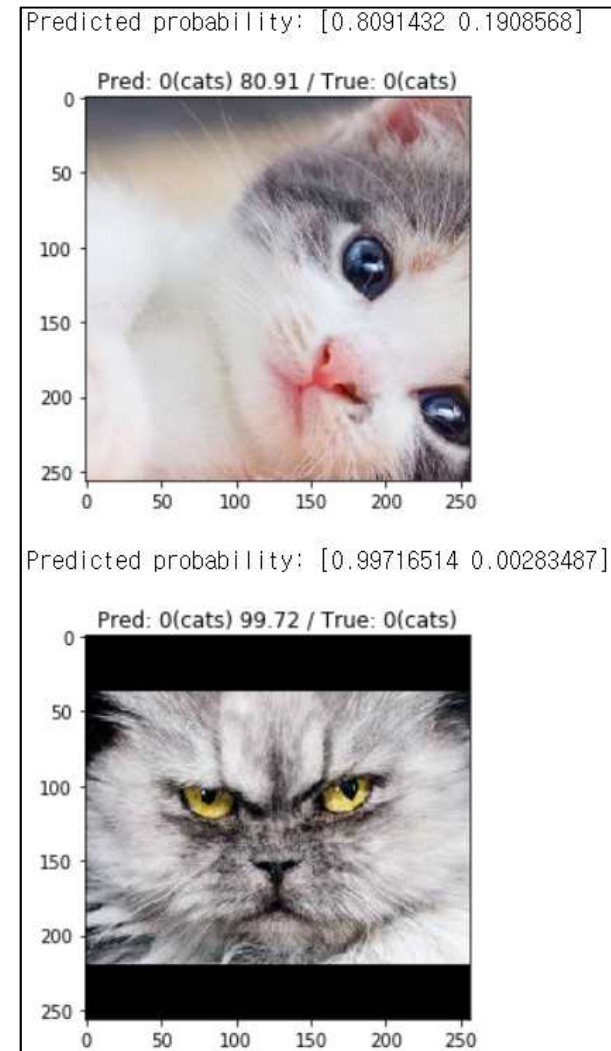 Predicted probability: [0.8091432 0.1908568]
Pred: 0(cats) 80.91 / True: 0(cats)
0
50
100
150
200
250
0 50 100 150 200 250
Predicted probability: [0.99716514 0.00283487]
Pred: 0(cats) 99.72 / True: 0(cats)
0
50
100
150
200
250
0 50 100 150 200 250